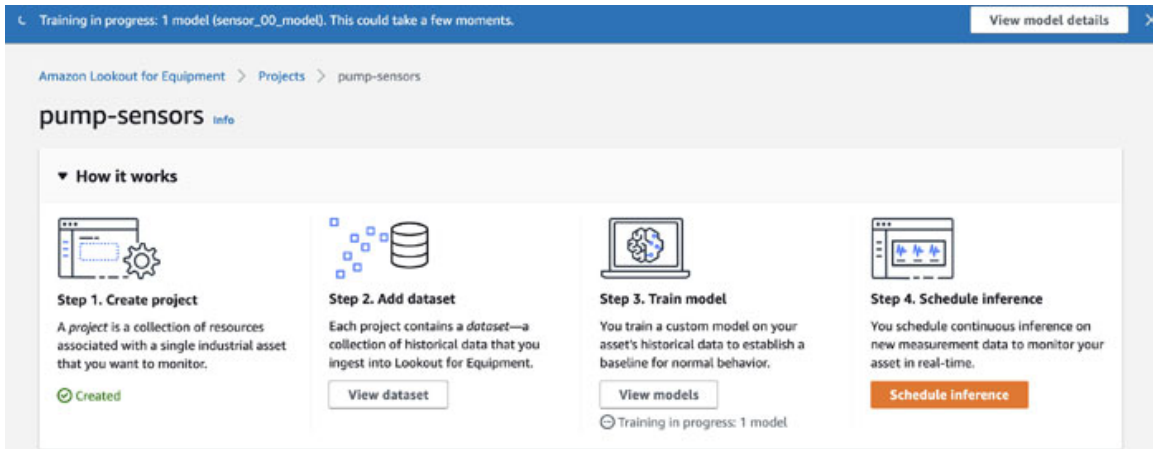 Training in progress: 1 model (sensor_00_model). This could take a few moments.
View model details
Amazon Lookout for Equipment > Projects > pump-sensors
pump-sensors Info
How it works
Step 1. Create project
A project is a collection of resources
associated with a single industrial asset
that you want to monitor.
Created
Step 2. Add dataset
Each project contains a dataset—a
collection of historical data that you
ingest into Lookout for Equipment.
View dataset
Step 3. Train model
You train a custom model on your
asset's historical data to establish a
baseline for normal behavior.
View models
Training in progress: 1 model
Step 4. Schedule inference
You schedule continuous inference on
new measurement data to monitor your
asset in real-time.
Schedule inference